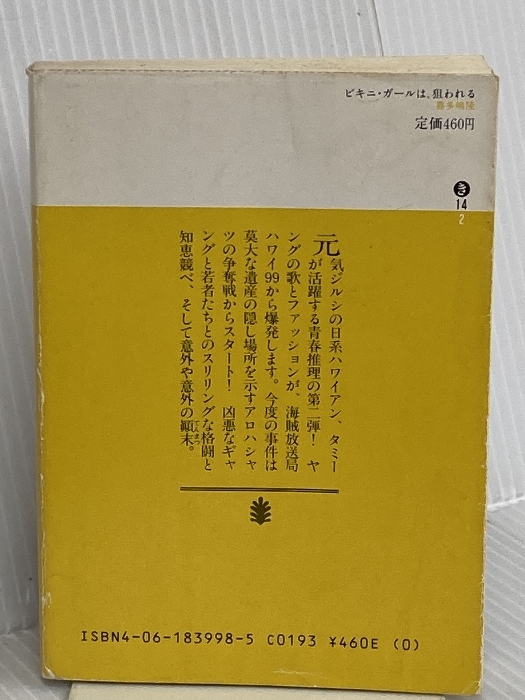 ビキニ・ガールは、狙われる
喜多嶋隆
定価460円
き
14
2
元気ジルシの日系ハワイアン、タミー
が活躍する青春推理の第二弾！　ヤ
ングの歌とファッションが、海賊放送局
ハワイ99から爆発します。今度の事件は
莫大な遺産の隠し場所を示すアロハシャ
ツの争奪戦からスタート！　凶悪なギャ
ングと若者たちとのスリリングな格闘と
知恵競べ、そして意外や意外の顚末。
ISBN4-06-183998-5 C0193 ¥460E (0)